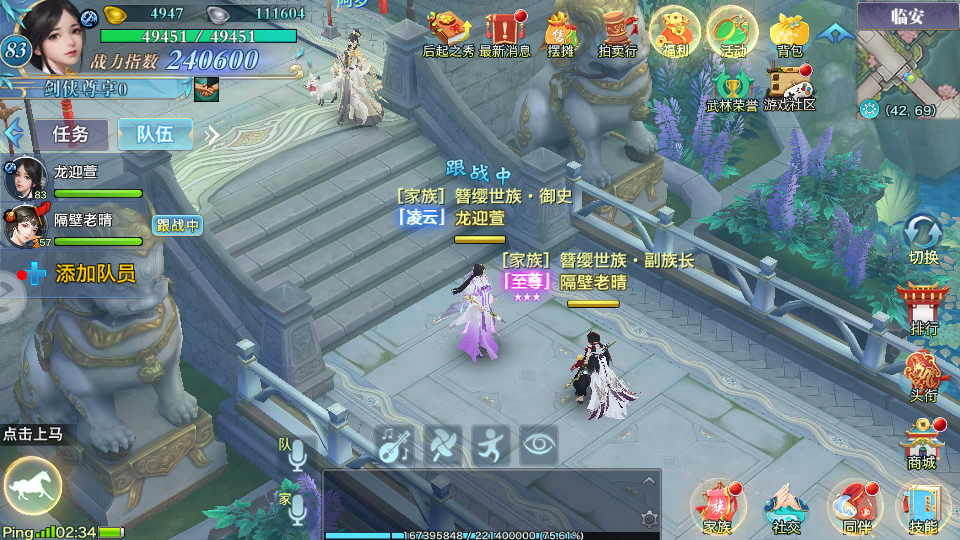 4947
111604
83
49451 / 49451
战力指数 240600
剑侠尊享0
任务
队伍
龙迎萱
83
隔壁老晴
57
跟战中
添加队员
后起之秀
最新消息
摆摊
拍卖行
福利
活动
背包
武林荣誉
游戏社区
临安
(42, 69)
跟战中
[家族] 簪缨世族·御史
「凌云」 龙迎萱
[家族] 簪缨世族·副族长
「至尊」 隔壁老晴
切换
排行
头衔
商城
点击上马
队
家
Ping
02:34
167395848 / 221400000 (75.61%)
家族
社交
同伴
技能